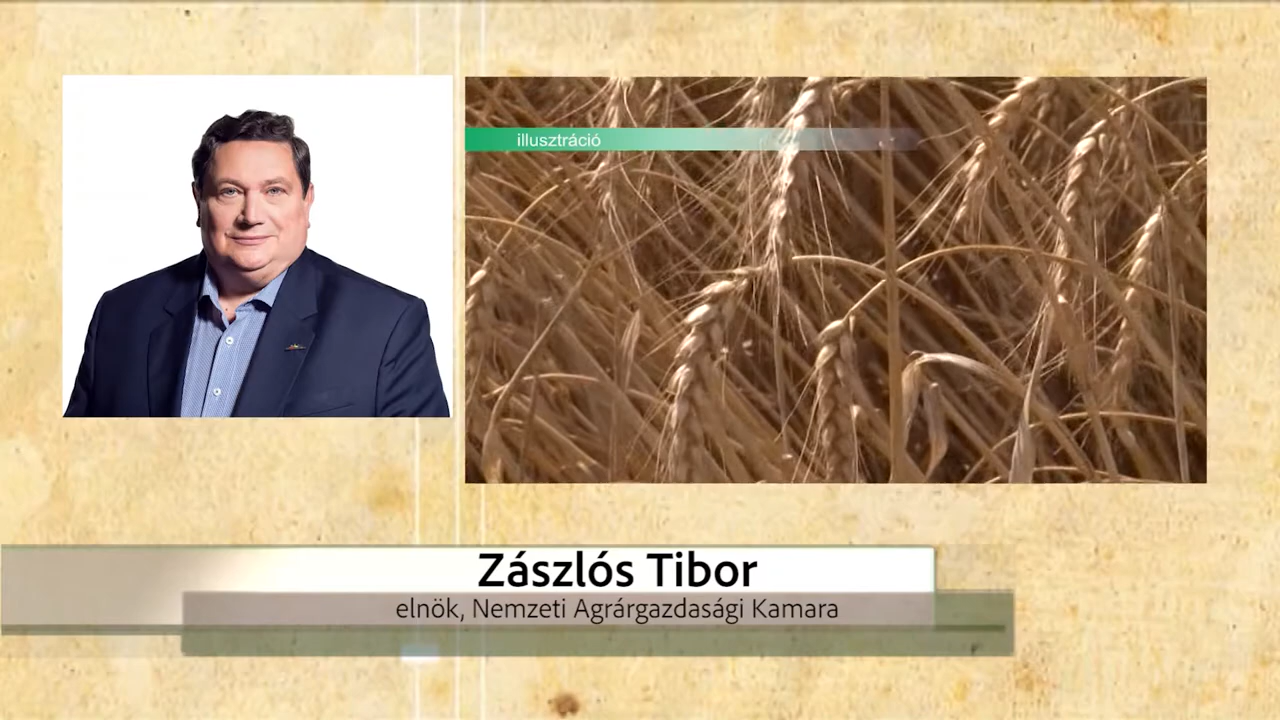 illusztráció
Zászlós Tibor
elnök, Nemzeti Agrárgazdasági Kamara